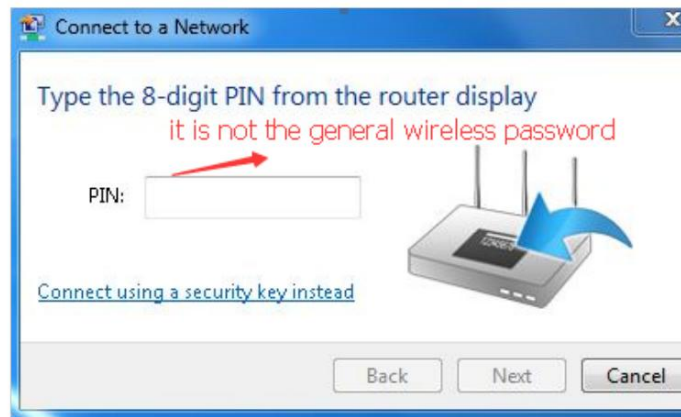 Connect to a Network
X
Type the 8-digit PIN from the router display
it is not the general wireless password
PIN:
Connect using a security key instead
Back
Next
Cancel